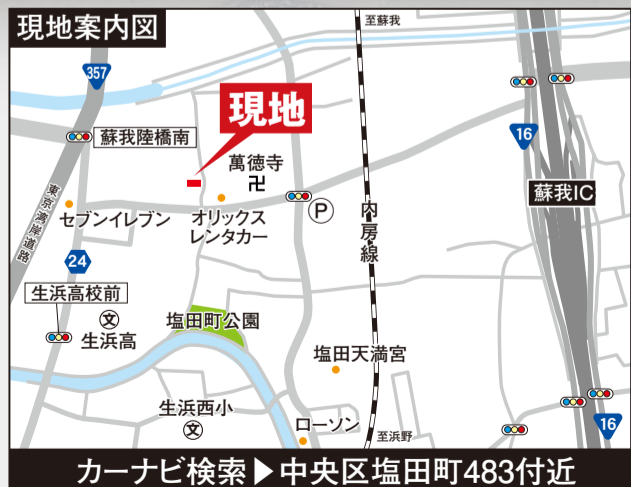 現地案内図
至蘇我
357
蘇我陸橋南
現地
萬徳寺
卍
16
蘇我IC
東京湾岸道路
セブンイレブン
オリックス
レンタカー
P
内房線
24
生浜高校前
文
生浜高
塩田町公園
塩田天満宮
生浜西小
文
ローソン
至浜野
16
カーナビ検索▶中央区塩田町483付近